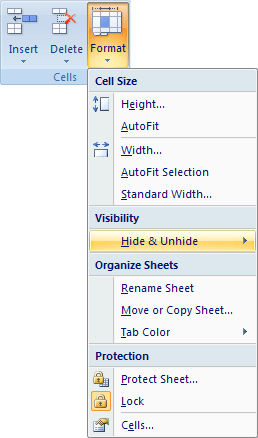 Insert Delete Format
Cells
Cell Size
Height...
AutoFit
Width...
AutoFit Selection
Standard Width...
Visibility
Hide & Unhide
Organize Sheets
Rename Sheet
Move or Copy Sheet...
Tab Color
Protection
Protect Sheet...
Lock
Cells...